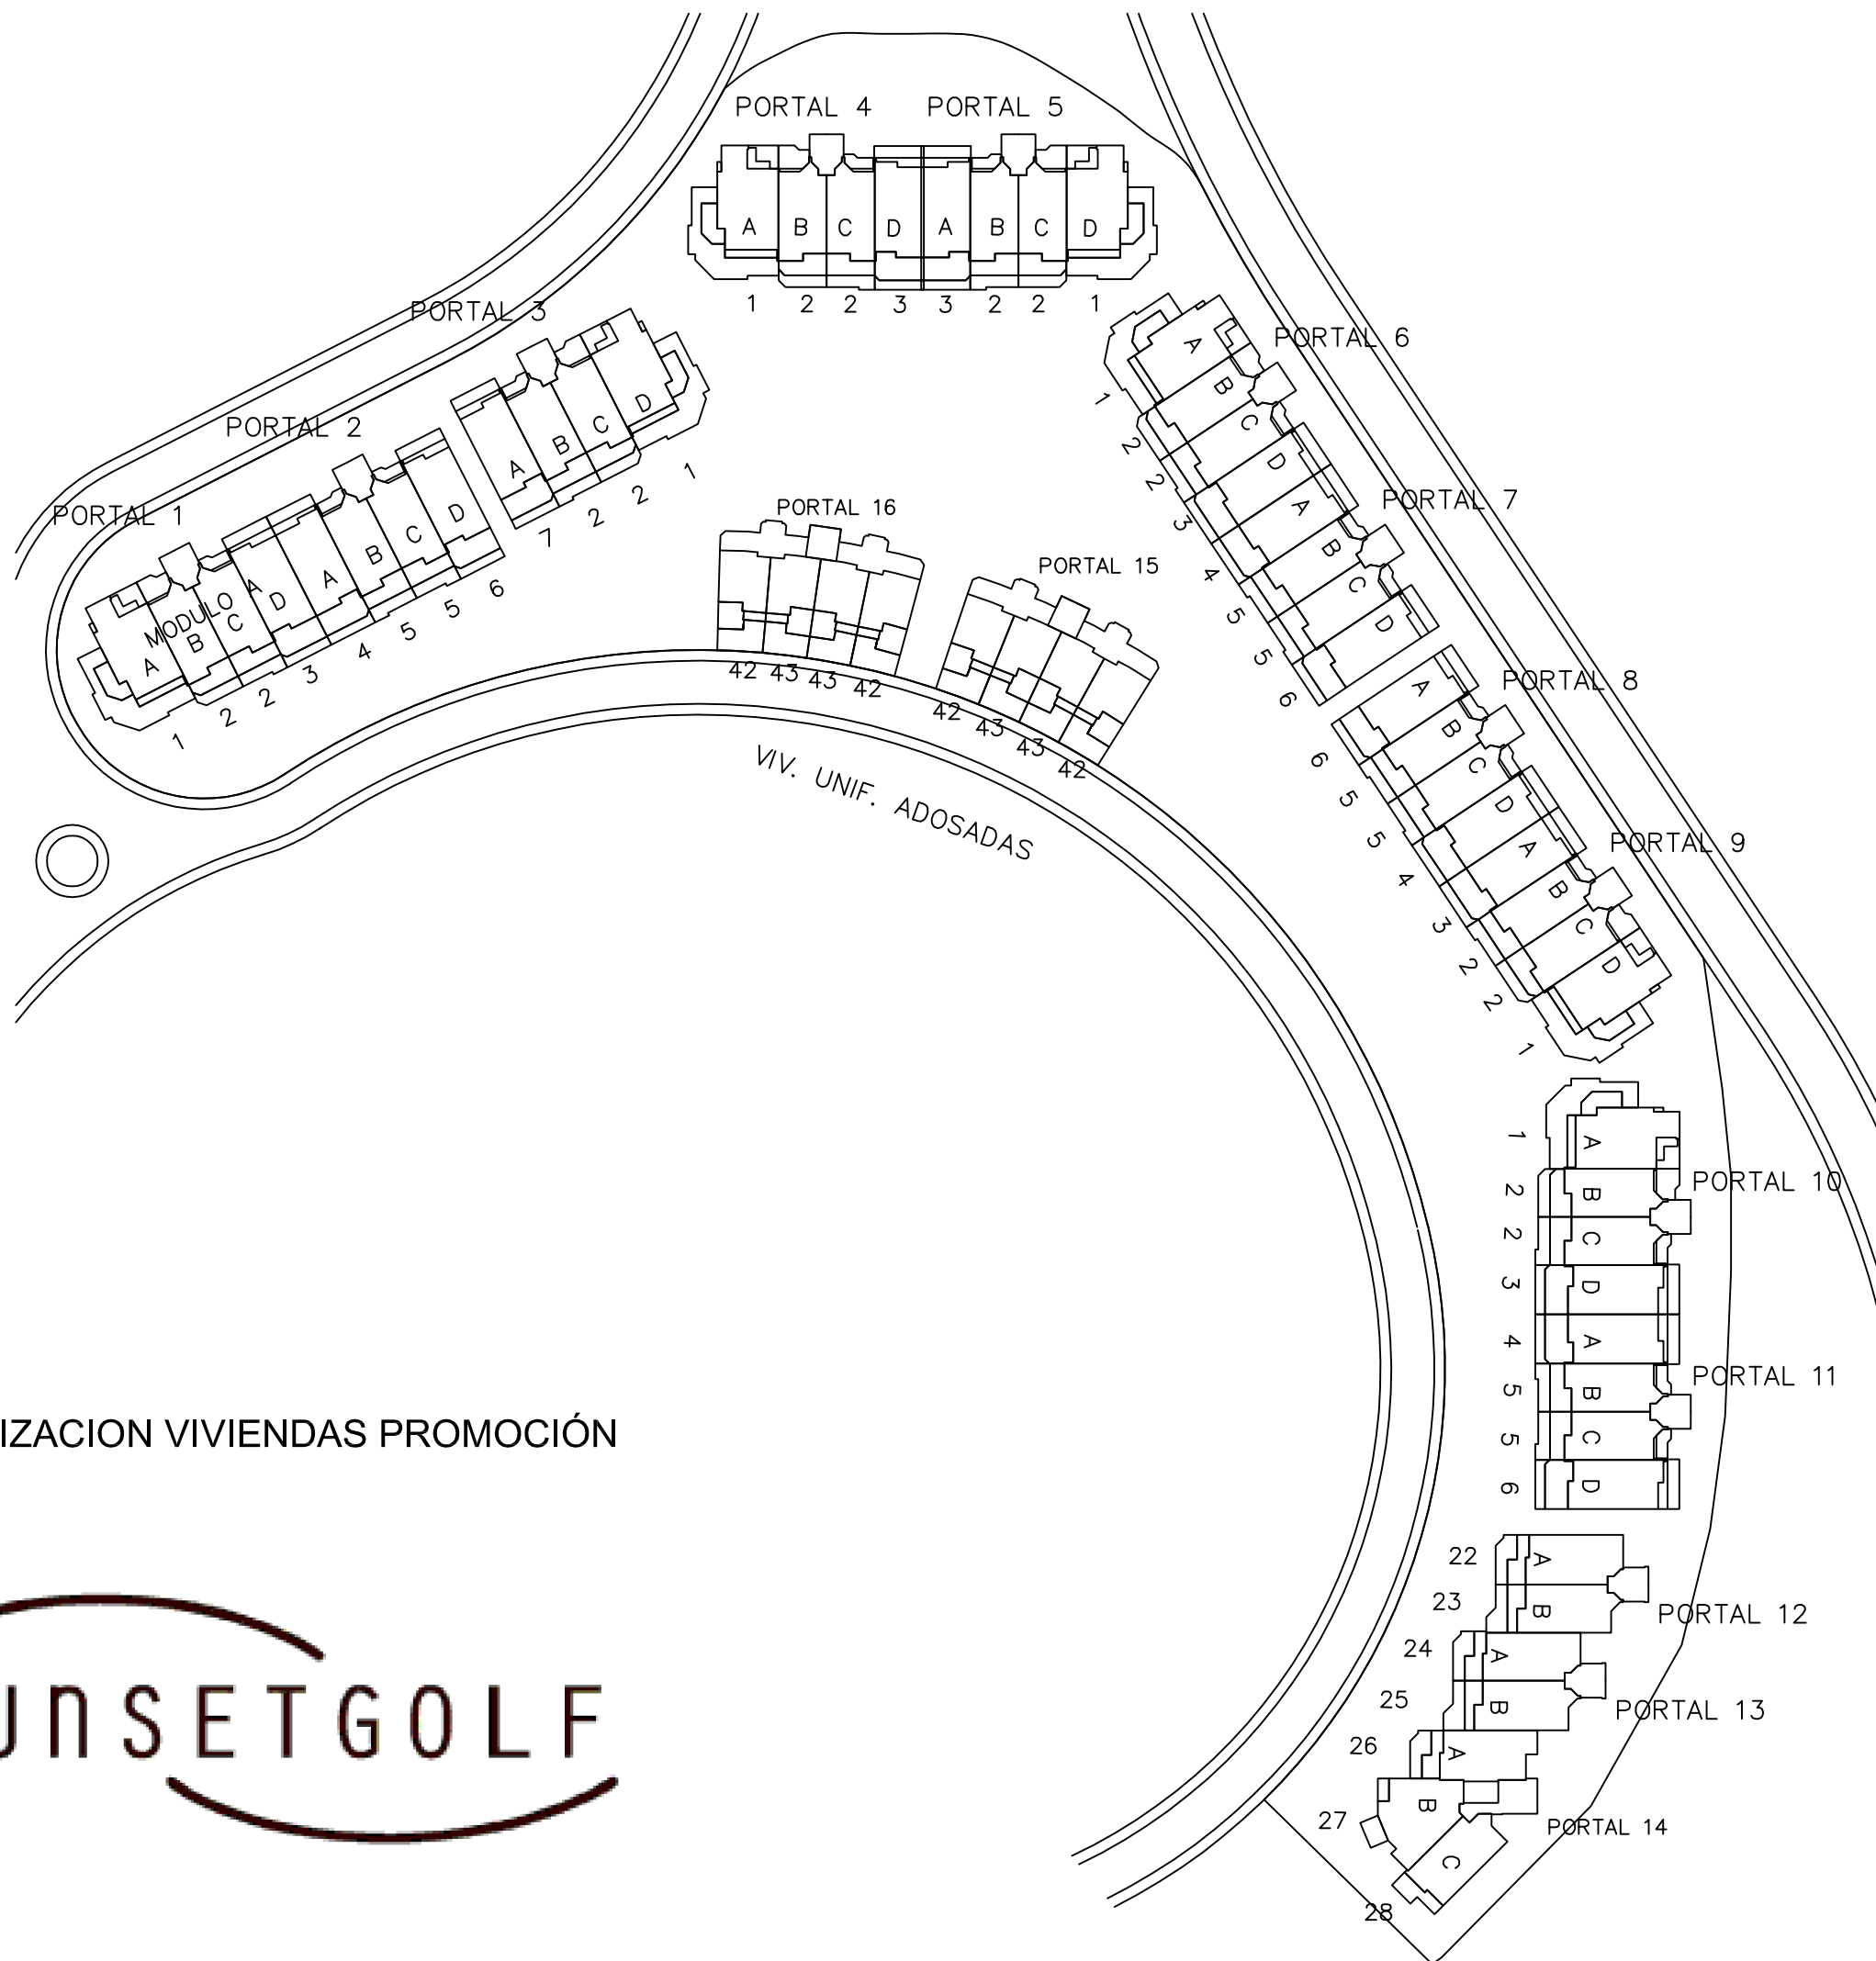 PORTAL 4 PORTAL 5
A B C D A B C D
1 2 2 3 3 2 2 1
PORTAL 3
A B C D
7 2 2 1
PORTAL 2
A B C D
4 5 5 6
PORTAL 1
MODULO A
A B C D
1 2 2 3
PORTAL 6
A B C D
1 2 2 3
PORTAL 7
A B C D
4 5 5 6
PORTAL 8
A B C D
6 5 5 4
PORTAL 9
A B C D
3 2 2 1
PORTAL 16
42 43 43 42
PORTAL 15
42 43 43 42
VIV. UNIF. ADOSADAS
PORTAL 10
A B C D
1 2 2 3
PORTAL 11
A B C D
4 5 5 6
PORTAL 12
A B
22 23
PORTAL 13
A B
24 25
PORTAL 14
A B C
26 27 28
IZACION VIVIENDAS PROMOCIÓN
UNSETGOLF